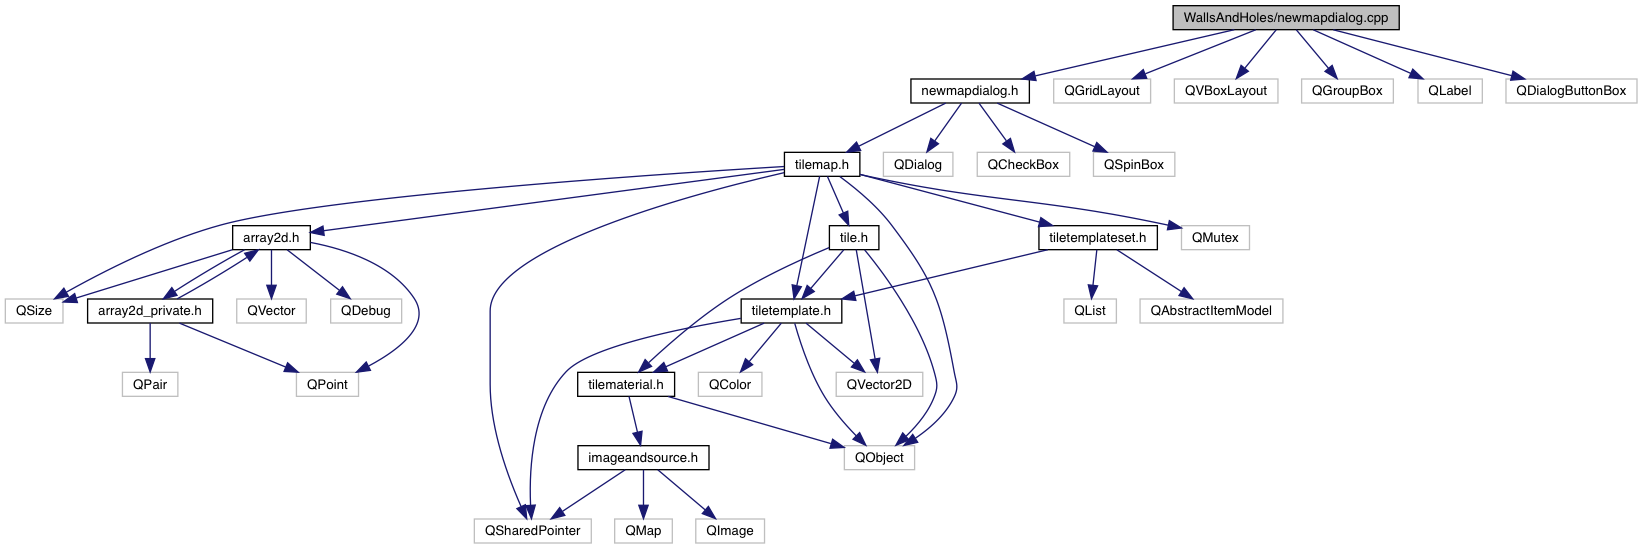 WallsAndHoles/newmapdialog.cpp
newmapdialog.h
QGridLayout
QVBoxLayout
QGroupBox
QLabel
QDialogButtonBox
tilemap.h
QDialog
QCheckBox
QSpinBox
array2d.h
tile.h
tiletemplateset.h
QMutex
QSize
array2d_private.h
QVector
QDebug
tiletemplate.h
QList
QAbstractItemModel
QPair
QPoint
tilematerial.h
QColor
QVector2D
imageandsource.h
QObject
QSharedPointer
QMap
QImage